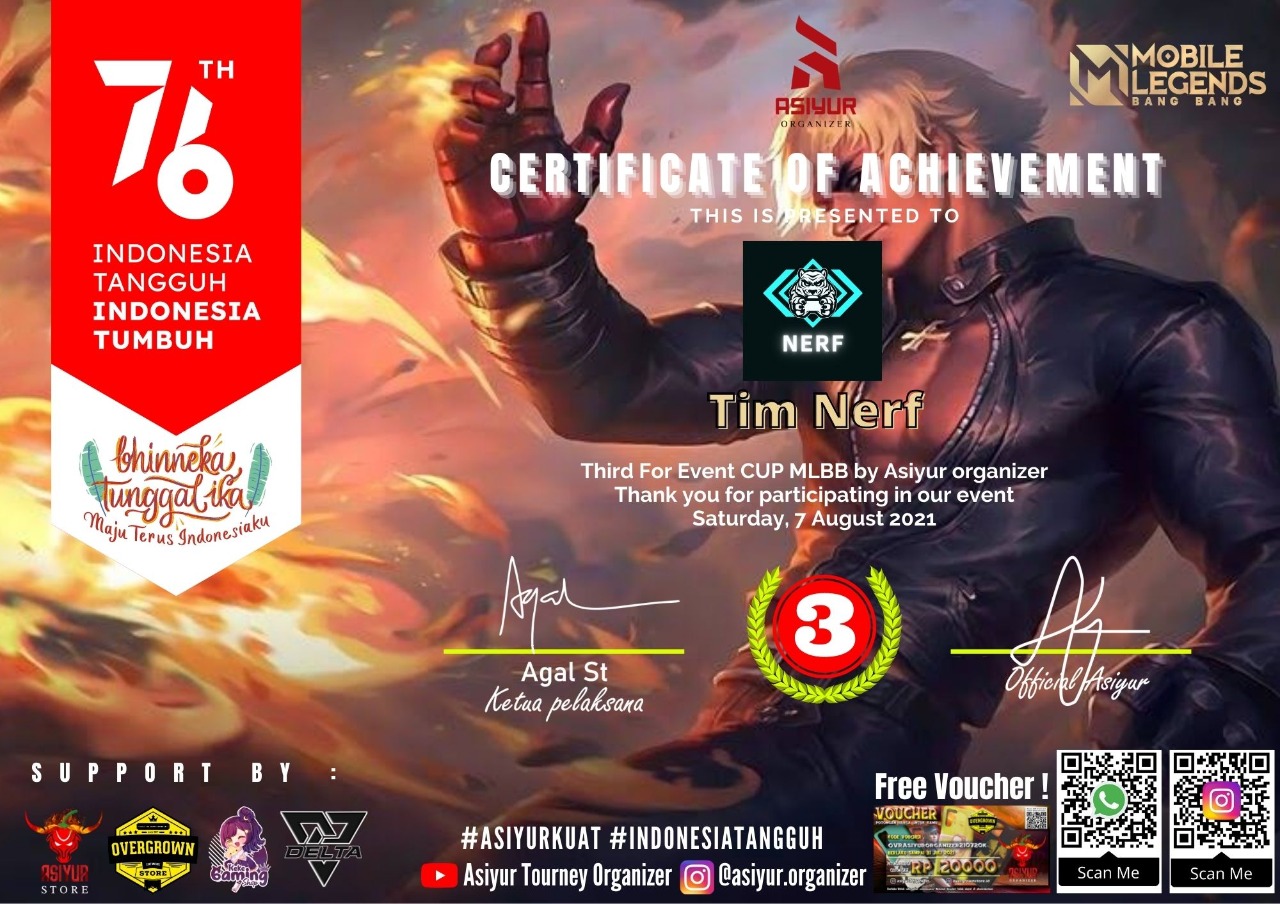 76TH
INDONESIA
TANGGUH
INDONESIA
TUMBUH
bhinneka
tunggal ika
Maju Terus Indonesiaku
ASIYUR
ORGANIZER
MOBILE
LEGENDS
BANG BANG
CERTIFICATE OF ACHIEVEMENT
THIS IS PRESENTED TO
NERF
Tim Nerf
Third For Event CUP MLBB by Asiyur organizer
Thank you for participating in our event
Saturday, 7 August 2021
Agal
Agal St
Ketua pelaksana
3
Official Asiyur
SUPPORT BY :
ASIYUR
STORE
OVERGROWN
STORE
Gaming
DELTA
#ASIYURKUAT #INDONESIATANGGUH
Asiyur Tourney Organizer @asiyur.organizer
Free Voucher !
VOUCHER
OVERGROWN
RP 20000
ASIYUR
Scan Me
Scan Me